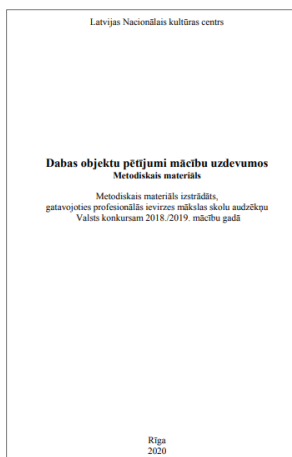 Latvijas Nacionālais kultūras centrs
Dabas objektu pētījumi mācību uzdevumos
Metodiskais materiāls
Metodiskais materiāls izstrādāts,
gatavojoties profesionālās ievirzes mākslas skolu audzēkņu
Valsts konkursam 2018./2019. mācību gadā
Rīga
2020